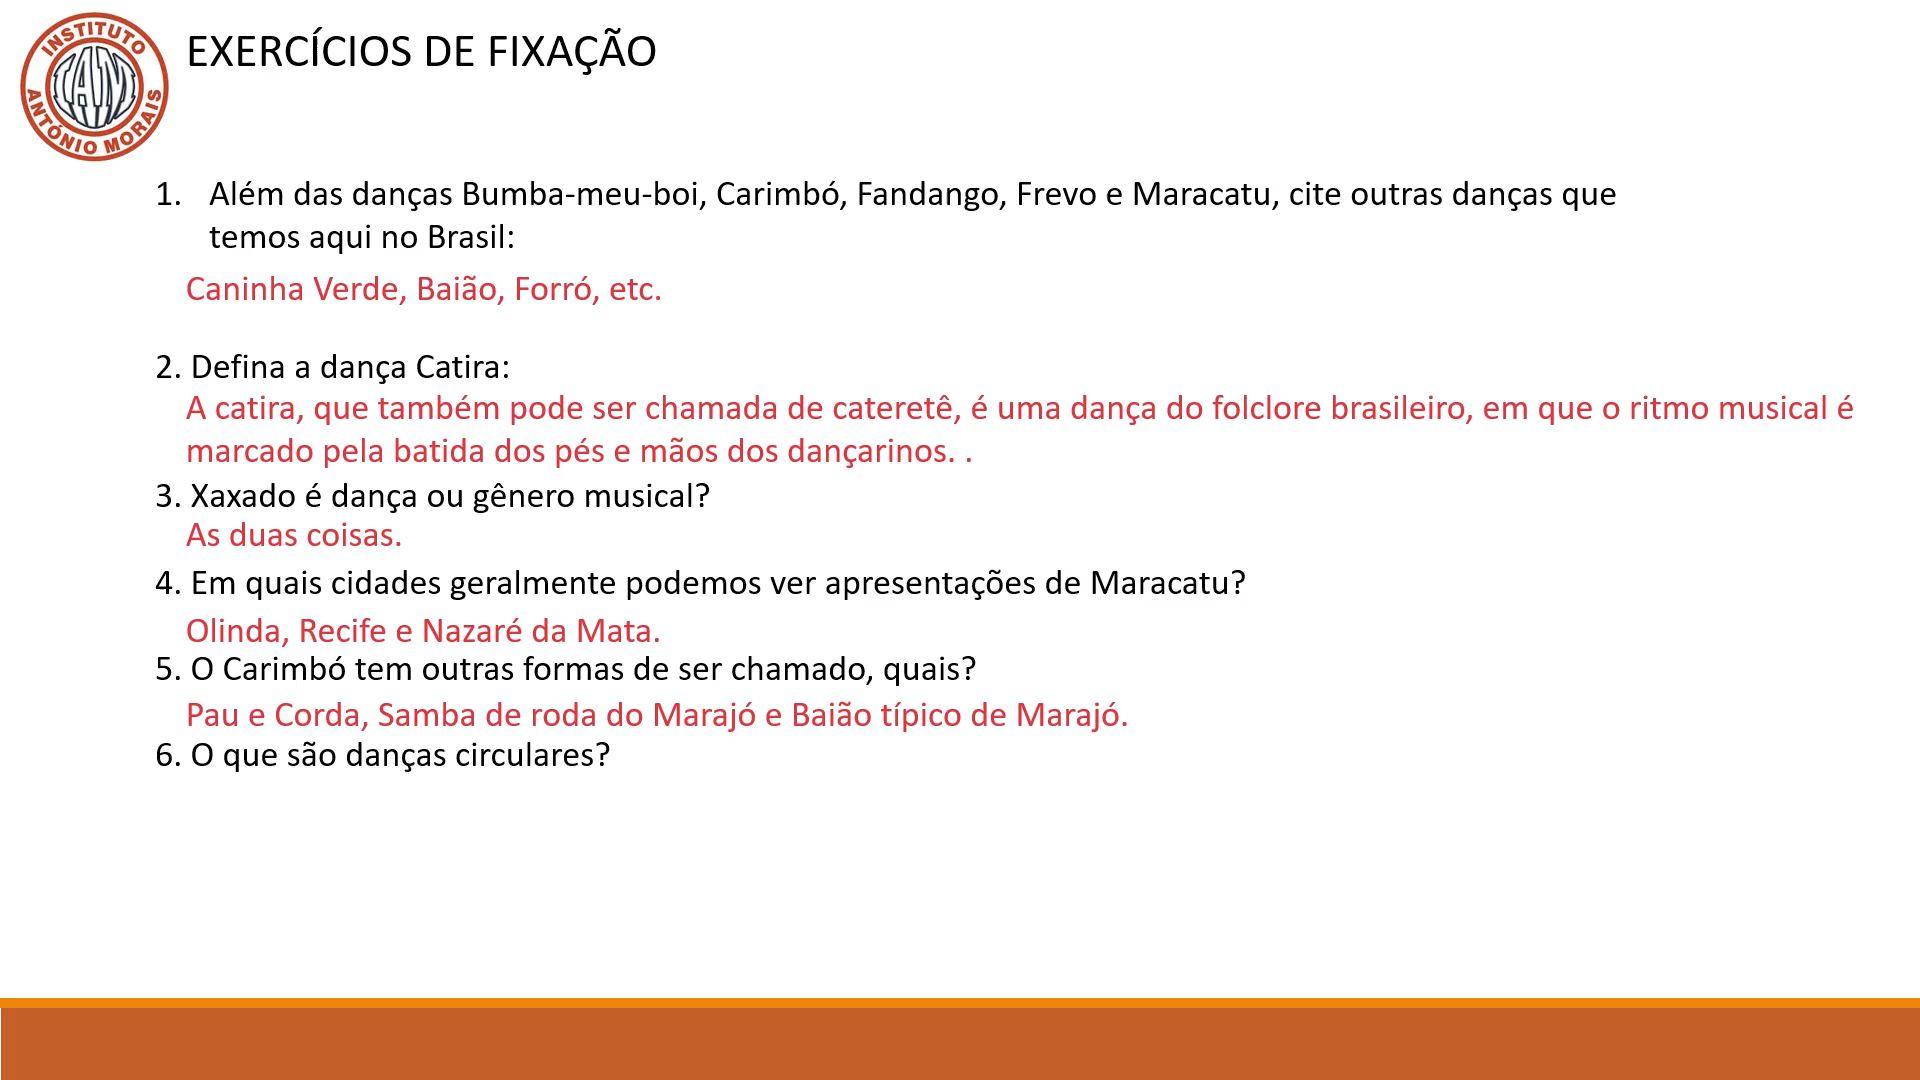 INSTITUTO
IAM
ANTÓNIO MORAIS
EXERCÍCIOS DE FIXAÇÃO
1. Além das danças Bumba-meu-boi, Carimbó, Fandango, Frevo e Maracatu, cite outras danças que
temos aqui no Brasil:
Caninha Verde, Baião, Forró, etc.
2. Defina a dança Catira:
A catira, que também pode ser chamada de cateretê, é uma dança do folclore brasileiro, em que o ritmo musical é
marcado pela batida dos pés e mãos dos dançarinos. .
3. Xaxado é dança ou gênero musical?
As duas coisas.
4. Em quais cidades geralmente podemos ver apresentações de Maracatu?
Olinda, Recife e Nazaré da Mata.
5. O Carimbó tem outras formas de ser chamado, quais?
Pau e Corda, Samba de roda do Marajó e Baião típico de Marajó.
6. O que são danças circulares?